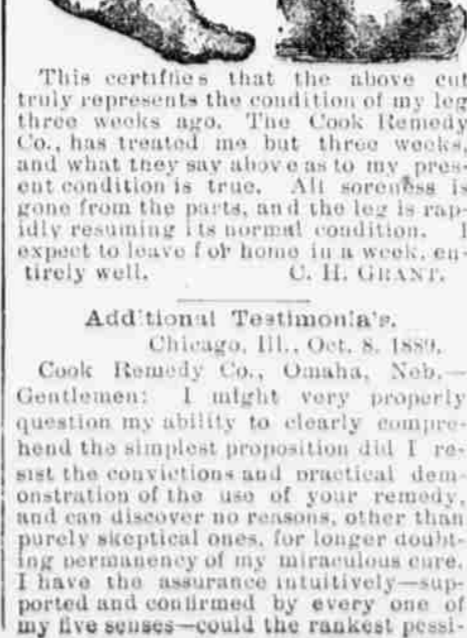 This certifies that the above cut
truly represents the condition of my leg
three weeks ago. The Cook Remedy
Co., has treated me but three weeks,
and what they say above as to my pres-
ent condition is true. All soreness is
gone from the parts, and the leg is rap-
idly resuming its normal condition. I
expect to leave for home in a week, en-
tirely well. C. H. GRANT.
Additional Testimonia's.
Chicago, Ill., Oct. 8, 1889.
Cook Remedy Co., Omaha, Neb.—
Gentlemen: I might very properly
question my ability to clearly compre-
hend the simplest proposition did I re-
sist the convictions and practical dem-
onstration of the use of your remedy,
and can discover no reasons, other than
purely skeptical ones, for longer doubt-
ing permanency of my miraculous cure.
I have the assurance intuitively—sup-
ported and confirmed by every one of
my five senses—could the rankest pessi-